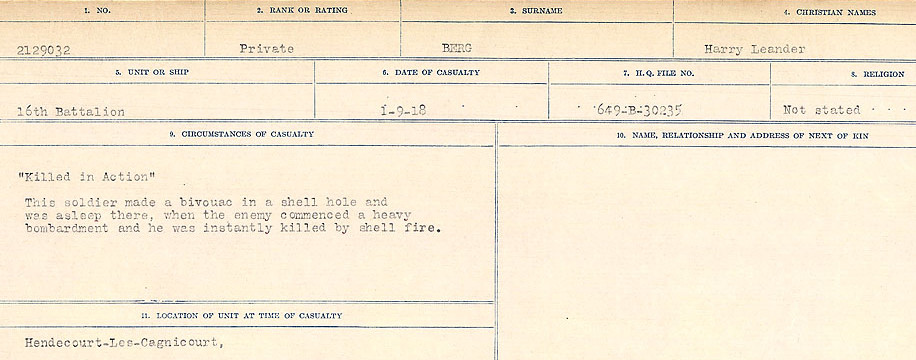 1. NO. 2. RANK OR RATING 3. SURNAME 4. CHRISTIAN NAMES
2129032 Private BERG Harry Leander
5. UNIT OR SHIP 6. DATE OF CASUALTY 7. H.Q. FILE NO. 8. RELIGION
16th Battalion 1-9-18 649-B-30235 Not stated
9. CIRCUMSTANCES OF CASUALTY 10. NAME, RELATIONSHIP AND ADDRESS OF NEXT OF KIN
"Killed in Action"
This soldier made a bivouac in a shell hole and
was asleep there, when the enemy commenced a heavy
bombardment and he was instantly killed by shell fire.
11. LOCATION OF UNIT AT TIME OF CASUALTY
Hendecourt-Les-Cagnicourt,